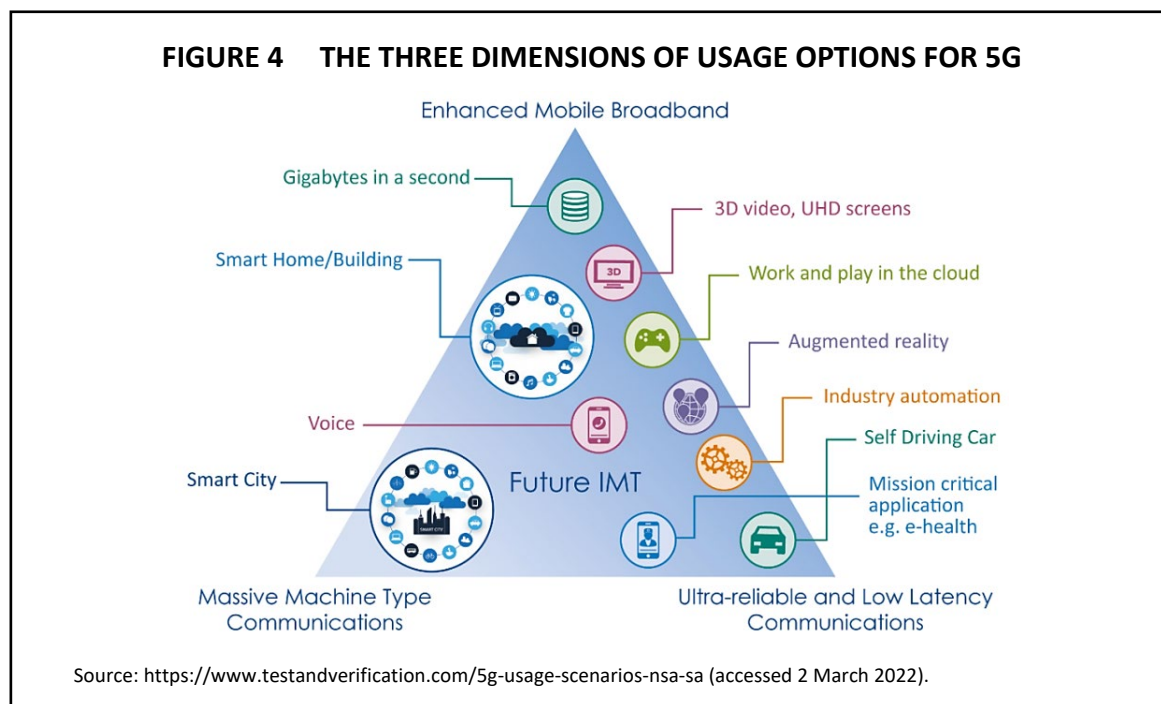 FIGURE 4 THE THREE DIMENSIONS OF USAGE OPTIONS FOR 5G
Enhanced Mobile Broadband
Gigabytes in a second
3D video, UHD screens
Smart Home/Building
3D
Work and play in the cloud
Augmented reality
Industry automation
Voice
Self Driving Car
Smart City
Future IMT
Mission critical
application
e.g. e-health
SMART CITY
Massive Machine Type
Communications
Ultra-reliable and Low Latency
Communications
Source: https://www.testandverification.com/5g-usage-scenarios-nsa-sa (accessed 2 March 2022).